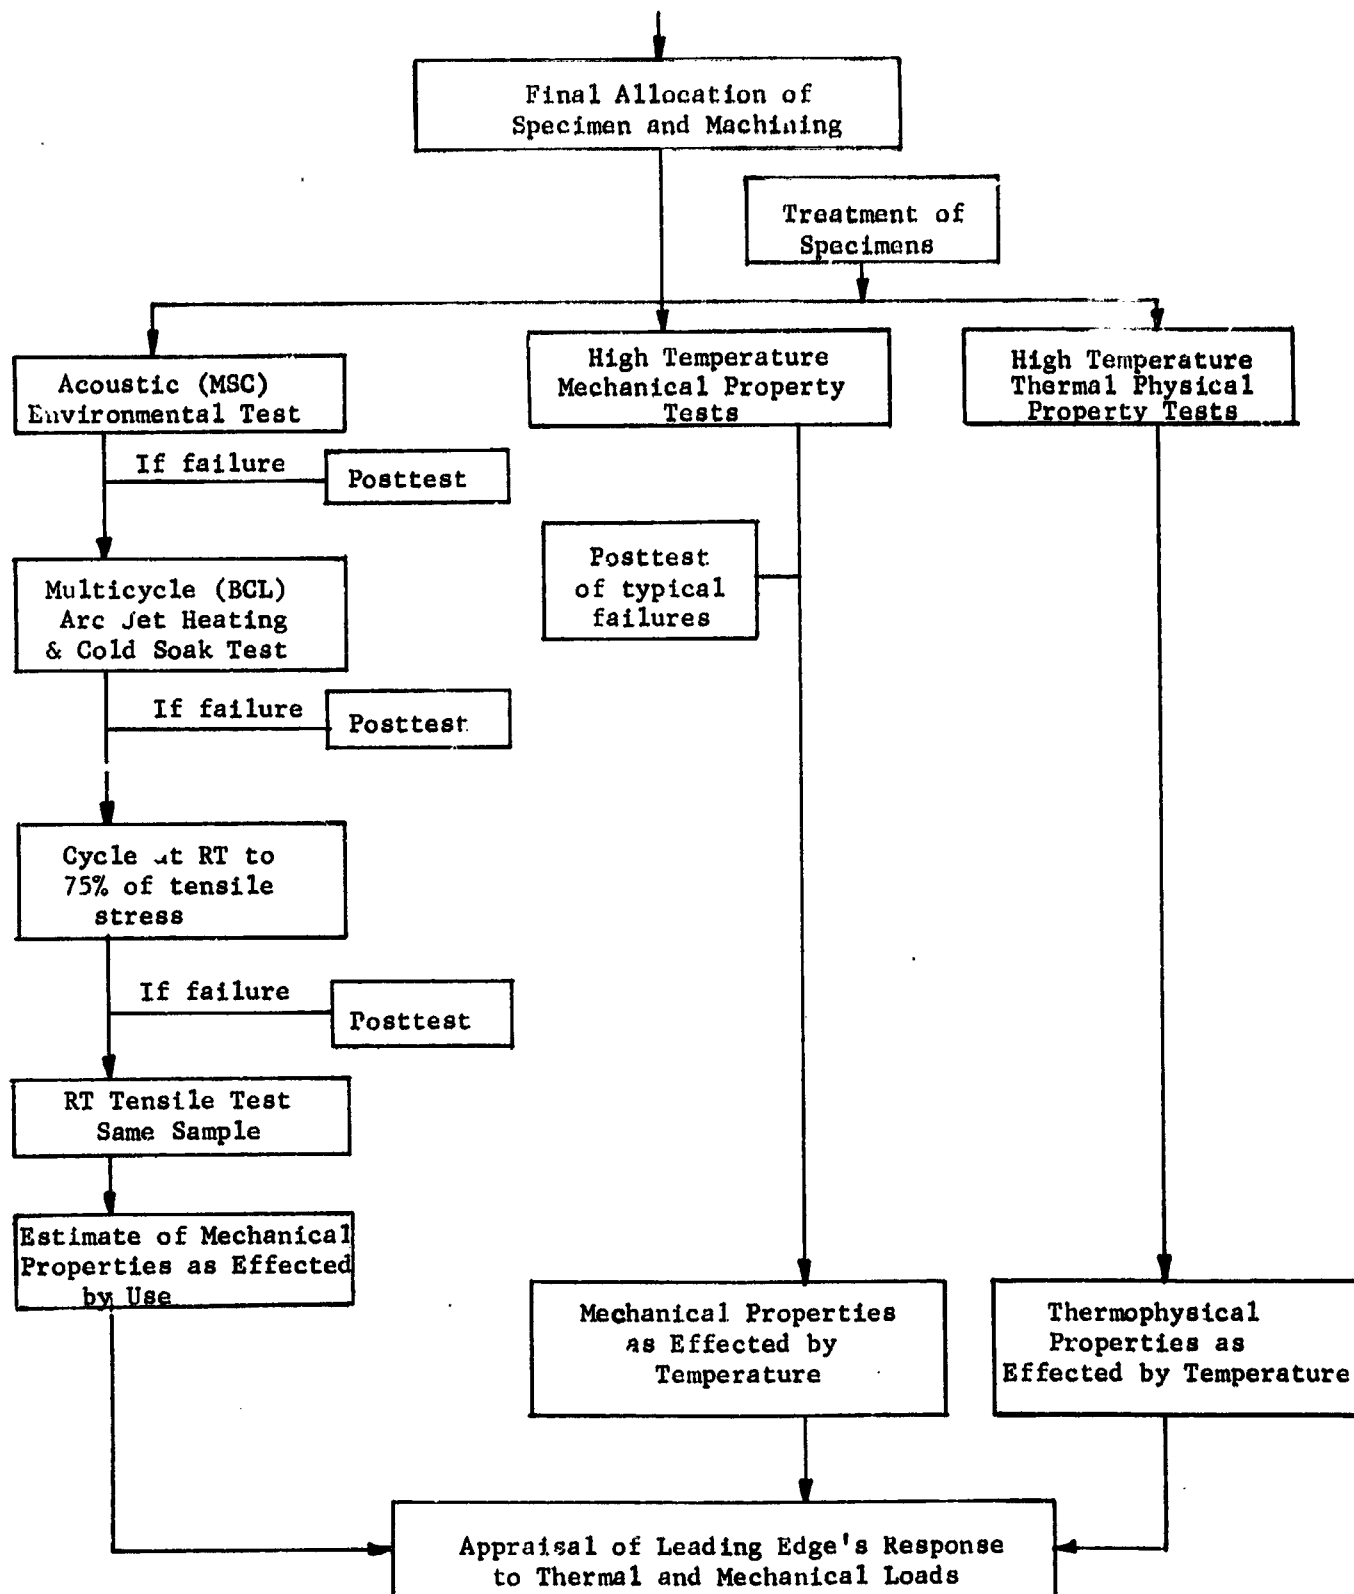 Final Allocation of
Specimen and Machining
Treatment of
Specimens
Acoustic (MSC)
Environmental Test
High Temperature
Mechanical Property
Tests
High Temperature
Thermal Physical
Property Tests
If failure
Posttest
Posttest
of typical
failures
Multicycle (BCL)
Arc Jet Heating
& Cold Soak Test
If failure
Posttest
Cycle at RT to
75% of tensile
stress
If failure
Posttest
RT Tensile Test
Same Sample
Estimate of Mechanical
Properties as Effected
by Use
Mechanical Properties
as Effected by
Temperature
Thermophysical
Properties as
Effected by Temperature
Appraisal of Leading Edge's Response
to Thermal and Mechanical Loads